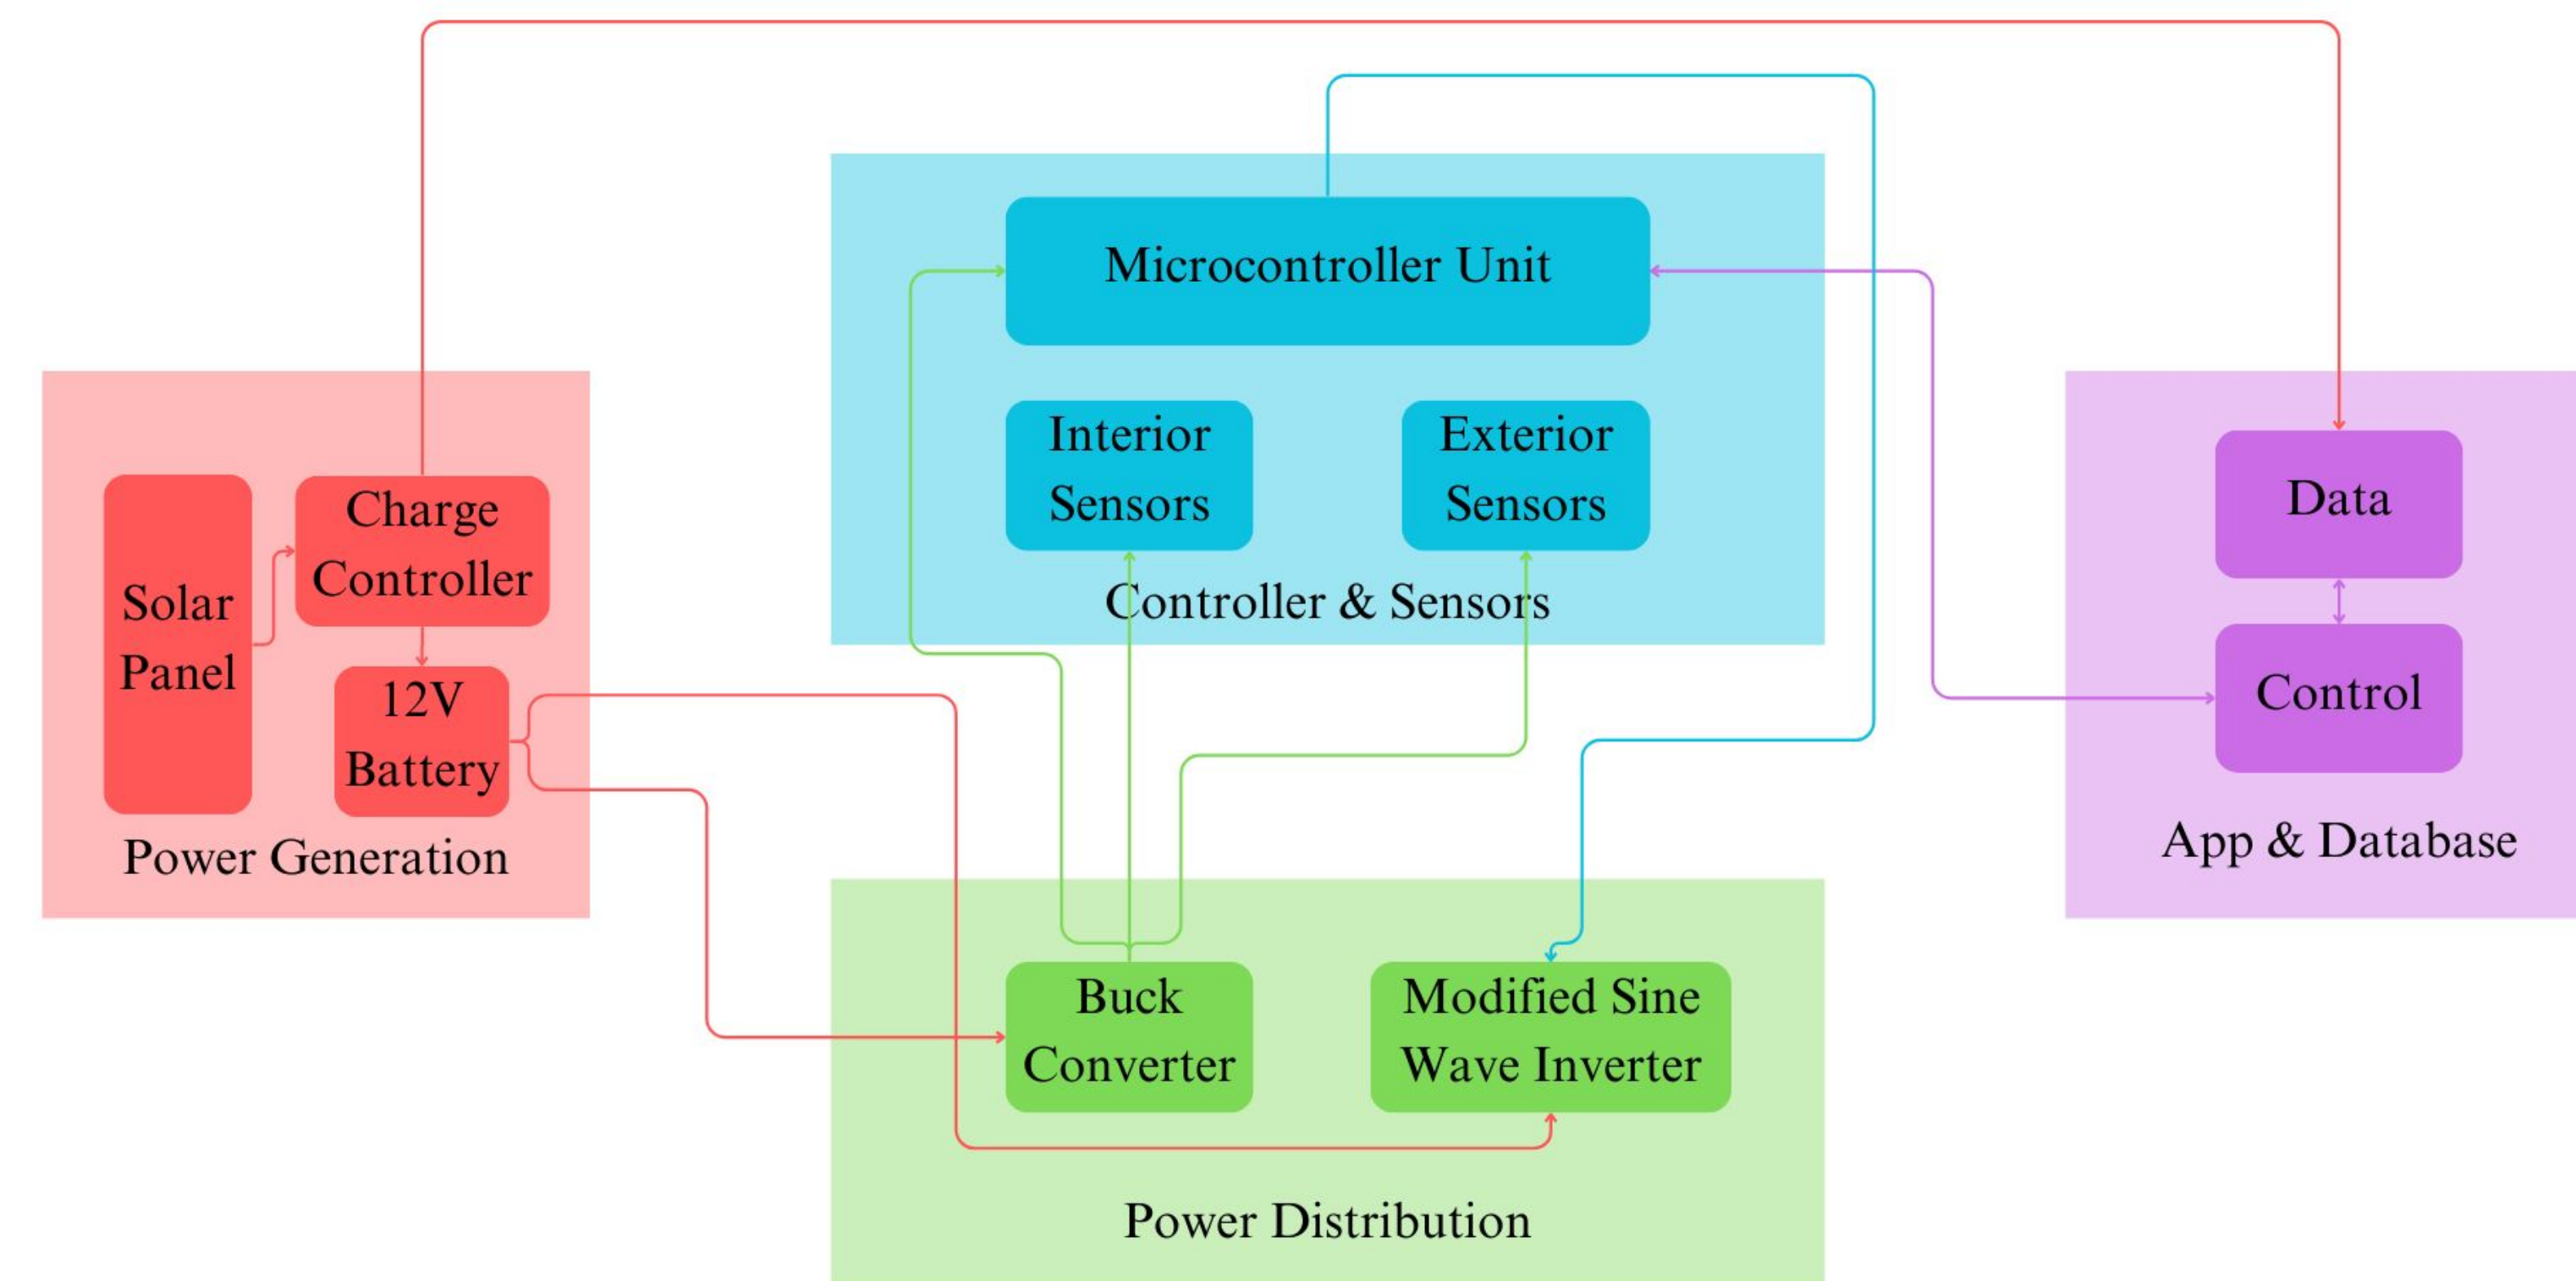 Microcontroller Unit
Interior
Sensors
Exterior
Sensors
Controller & Sensors
Solar
Panel
Charge
Controller
12V
Battery
Power Generation
Data
Control
App & Database
Buck
Converter
Modified Sine
Wave Inverter
Power Distribution